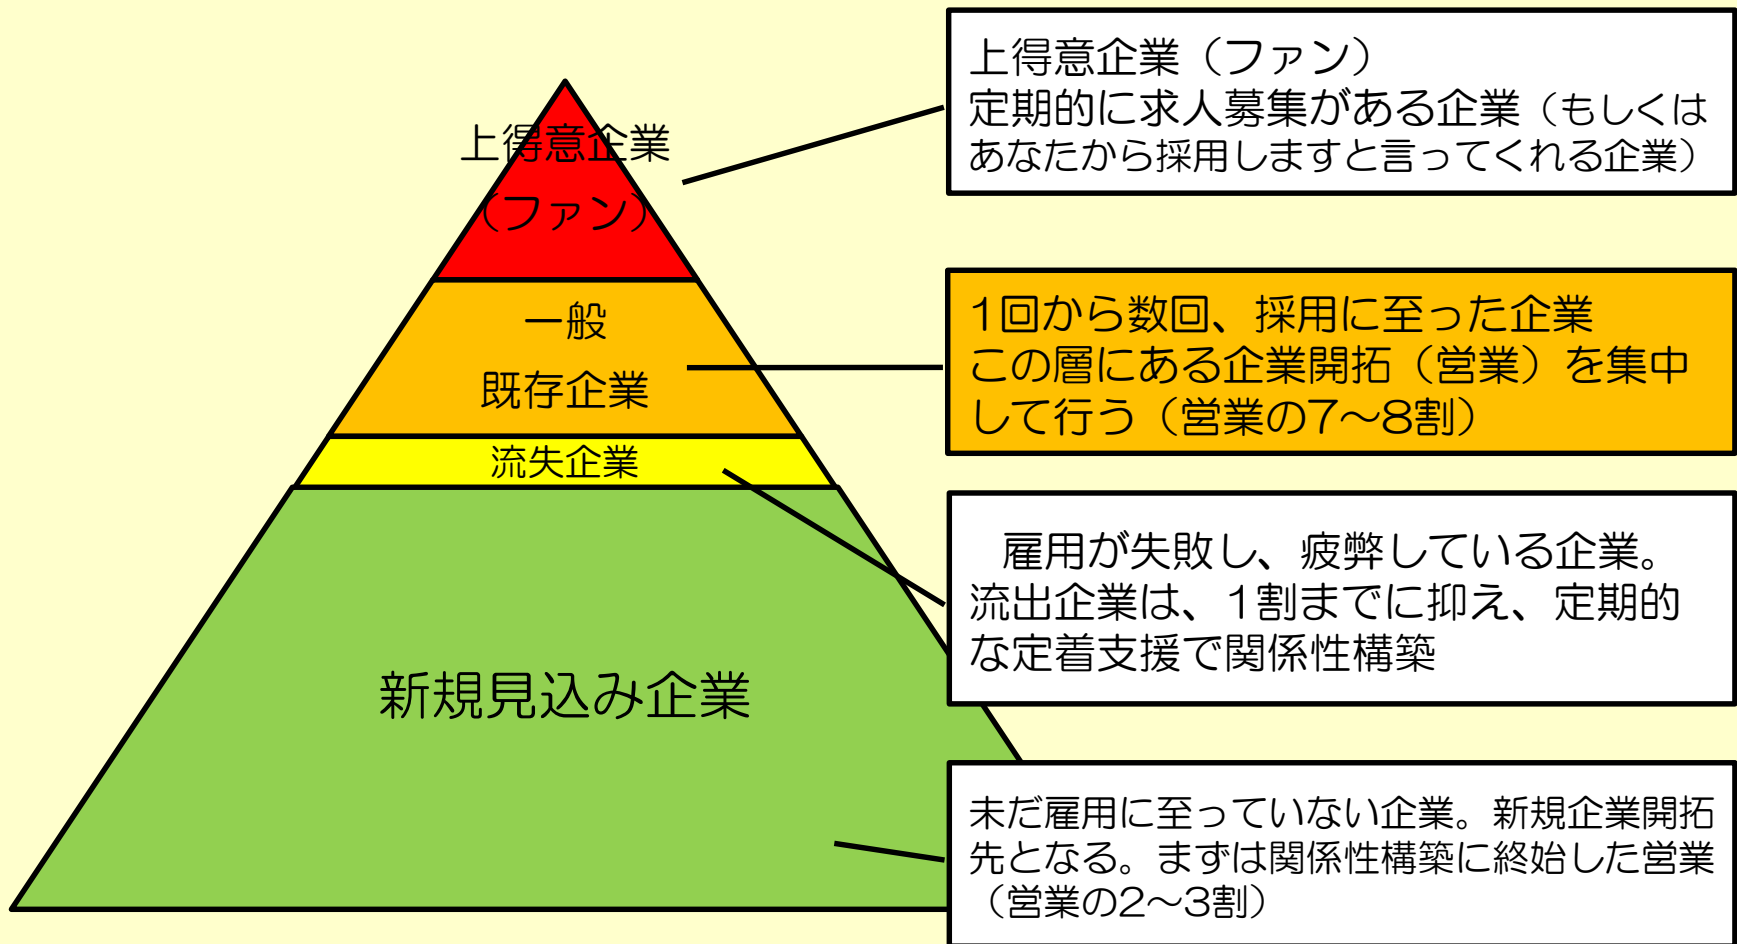 上得意企業
（ファン）
一般
既存企業
流失企業
新規見込み企業
上得意企業（ファン）
定期的に求人募集がある企業（もしくは
あなたから採用しますと言ってくれる企業）
1回から数回、採用に至った企業
この層にある企業開拓（営業）を集中
して行う（営業の7～8割）
雇用が失敗し、疲弊している企業。
流出企業は、1割までに抑え、定期的
な定着支援で関係性構築
未だ雇用に至っていない企業。新規企業開拓
先となる。まずは関係性構築に終始した営業
（営業の2～3割）